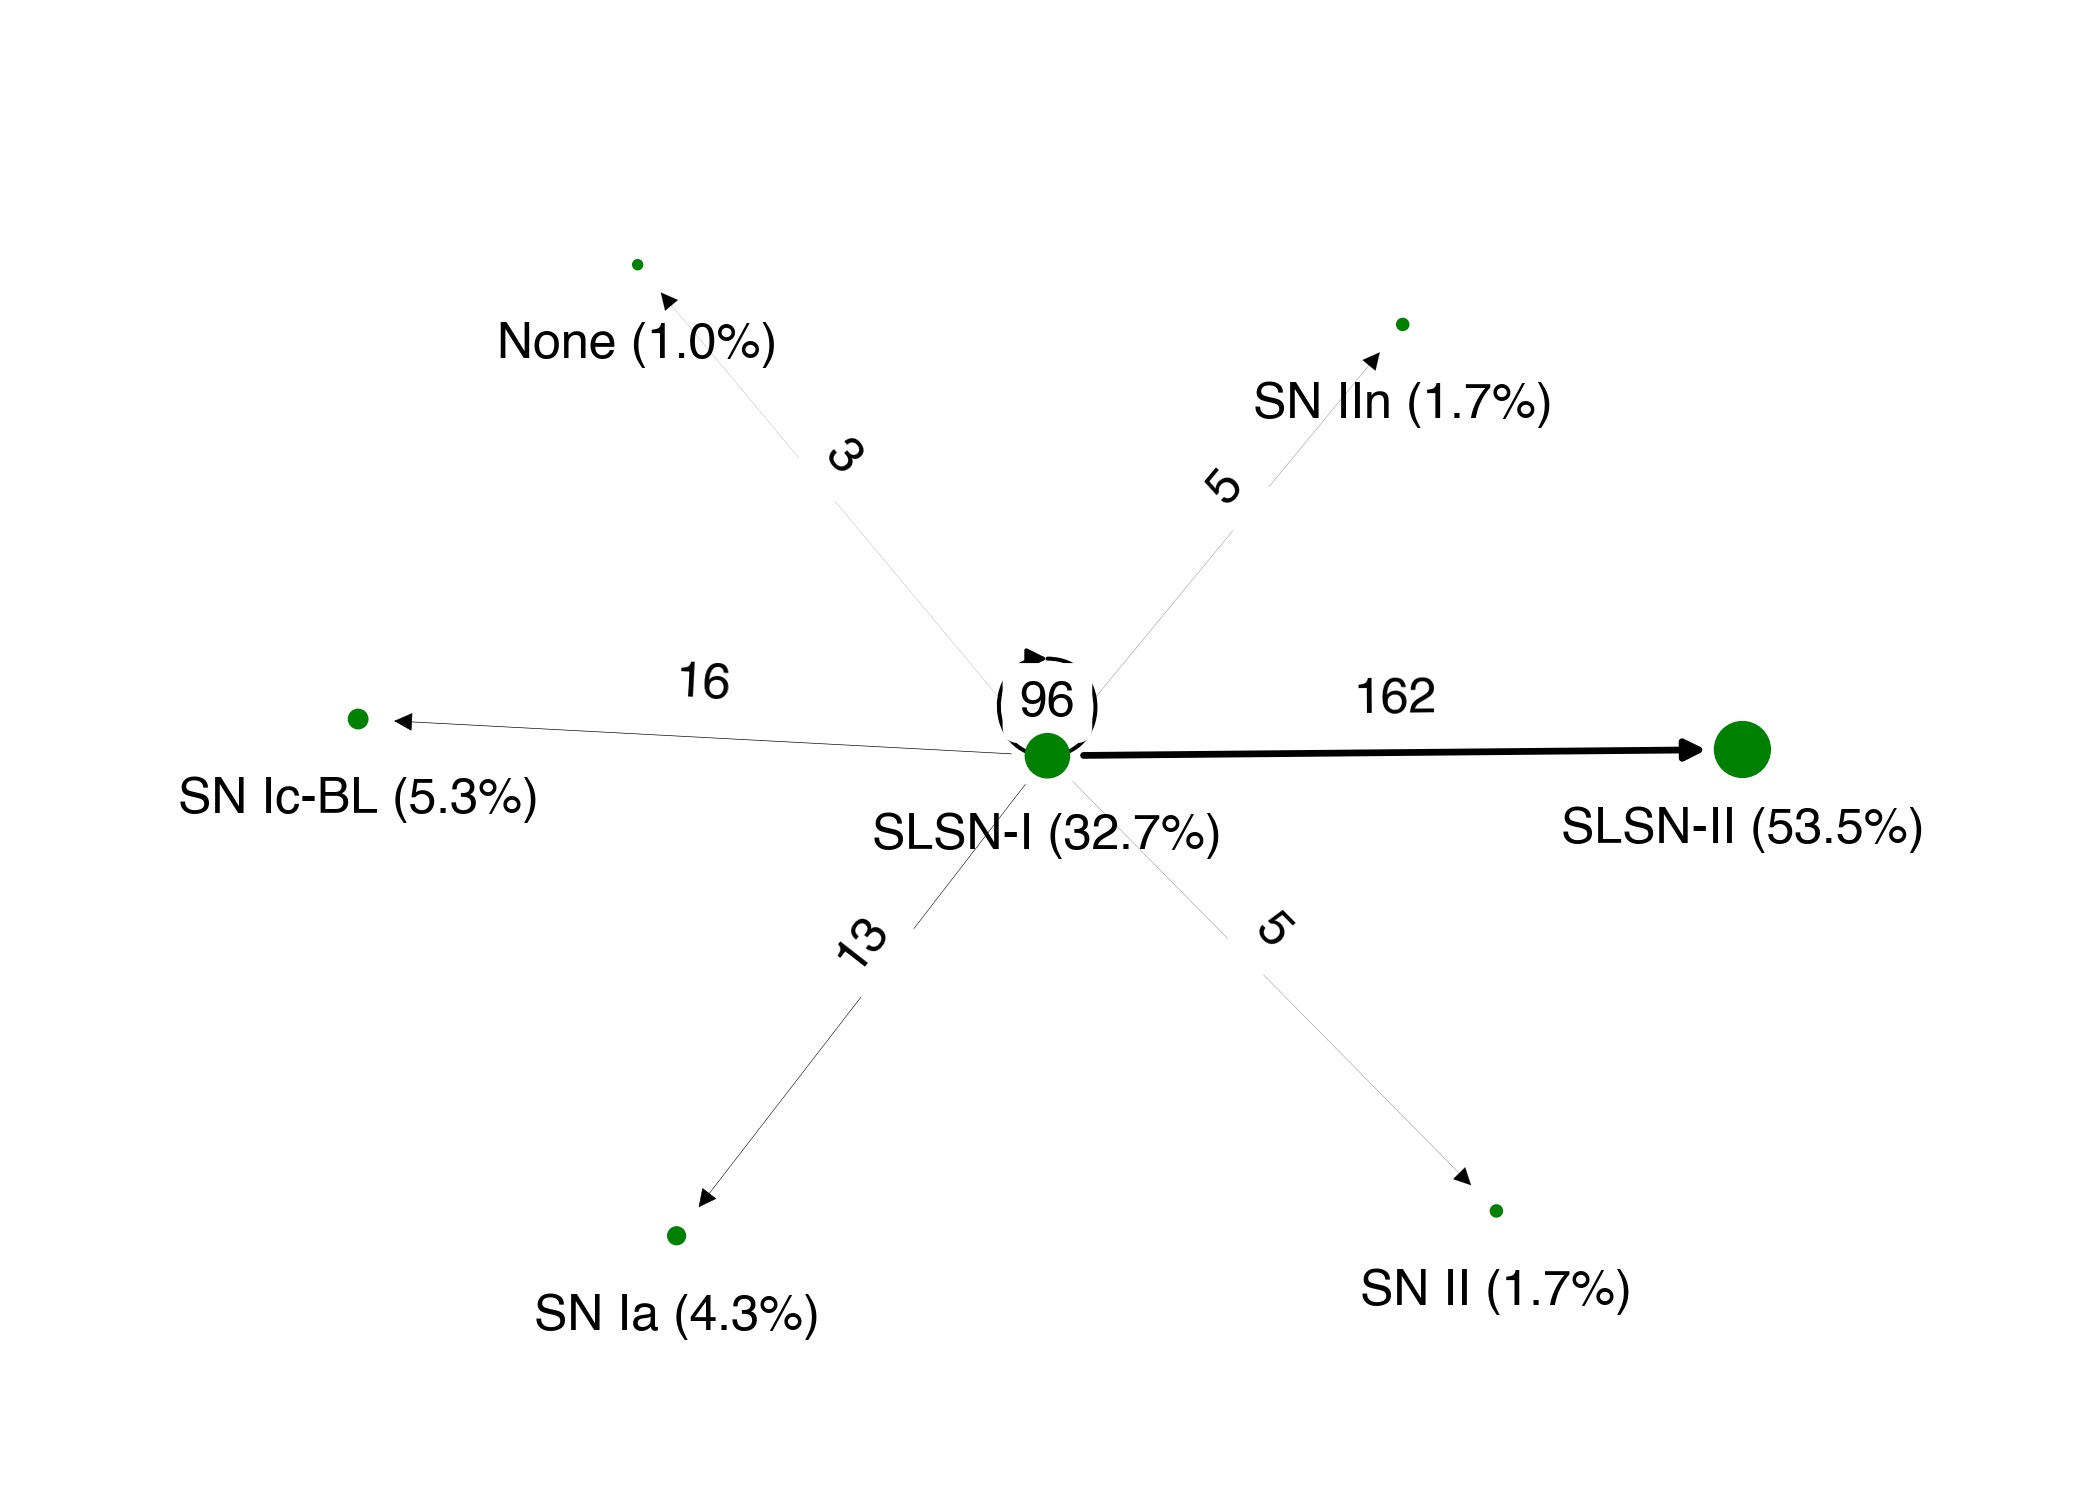 None (1.0%)
SN IIn (1.7%)
3
5
16
96
162
SN Ic-BL (5.3%)
SLSN-I (32.7%)
SLSN-II (53.5%)
13
5
SN Ia (4.3%)
SN II (1.7%)